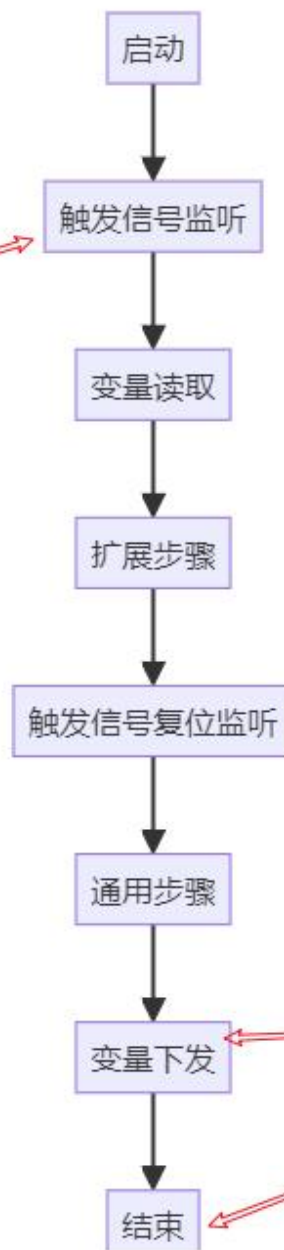 启动
触发信号监听
变量读取
扩展步骤
触发信号复位监听
通用步骤
变量下发
结束